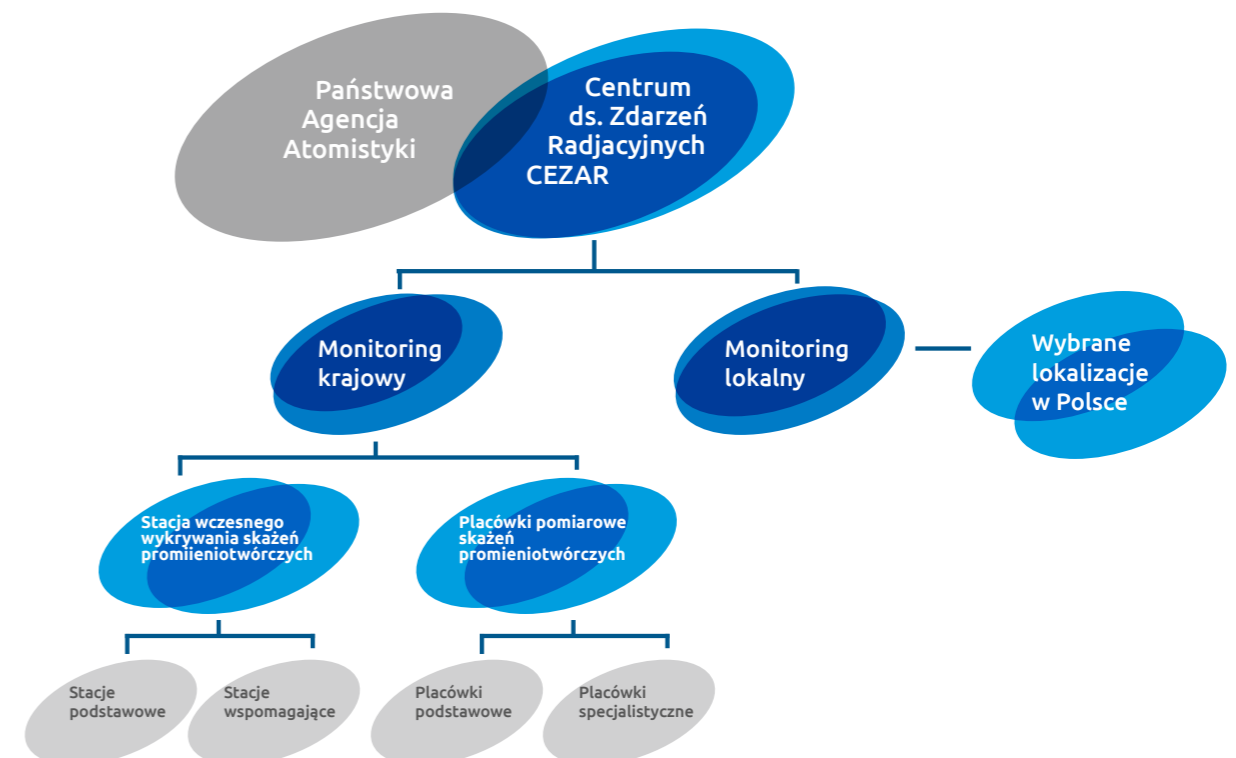 Państwowa
Agencja
Atomistyki
Centrum
ds. Zdarzeń
Radjacyjnych
CEZAR
Monitoring
krajowy
Monitoring
lokalny
Wybrane
lokalizacje
w Polsce
Stacja wczesnego
wykrywania skażeń
promiieniotwórczych
Placówki pomiarowe
skażeń
promieniotwórczych
Stacje
podstawowe
Stacje
wspomagające
Placówki
podstawowe
Placówki
specjalistyczne